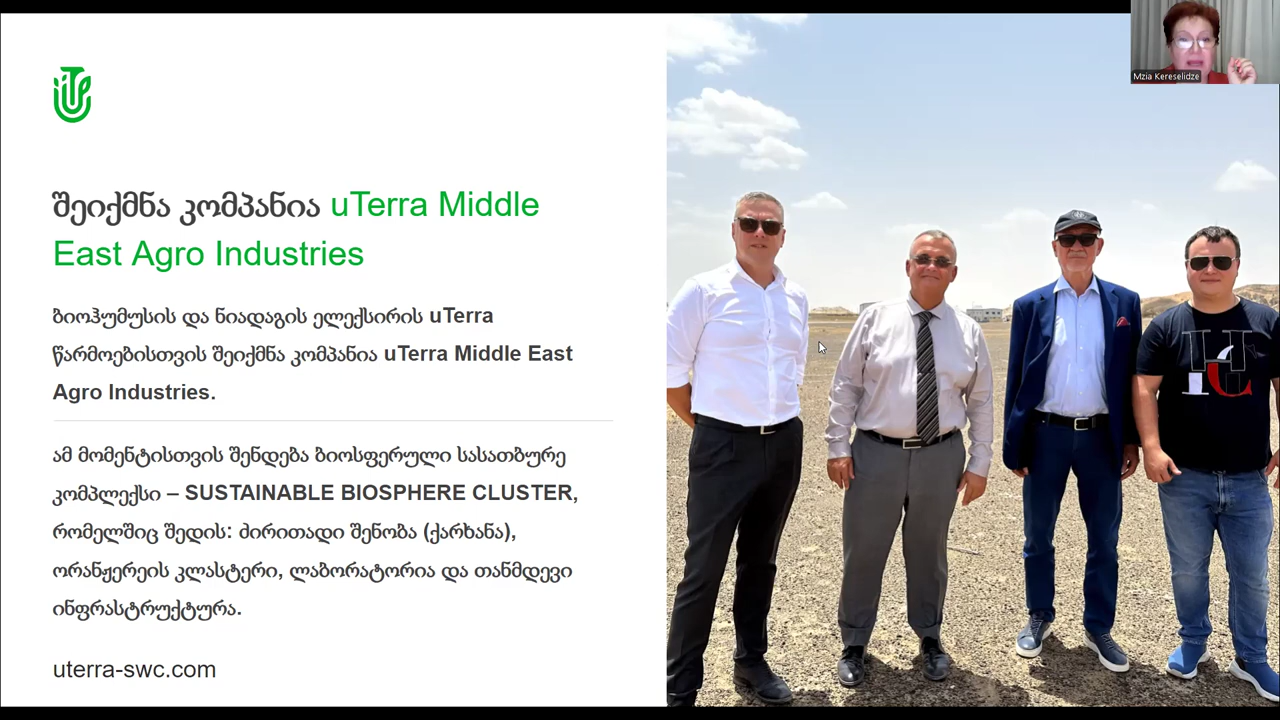 Mzia Kereselidze
შეიქმნა კომპანია uTerra Middle
East Agro Industries
ბიოჰუმუსის და ნიადაგის ელექსირის uTerra
წარმოებისთვის შეიქმნა კომპანია uTerra Middle East
Agro Industries.
ამ მომენტისთვის შენდება ბიოსფერული სასათბურე
კომპლექსი – SUSTAINABLE BIOSPHERE CLUSTER,
რომელშიც შედის: ძირითადი შენობა (ქარხანა),
ორანჟერეის კლასტერი, ლაბორატორია და თანმდევი
ინფრასტრუქტურა.
uterra-swc.com